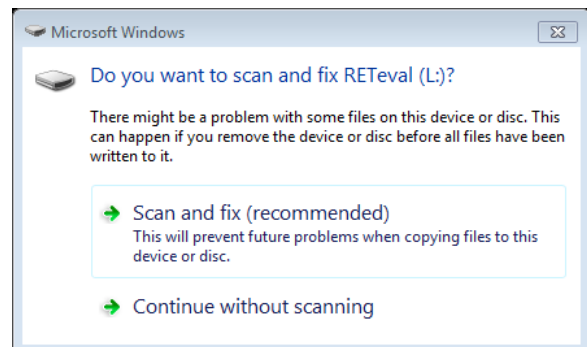 Microsoft Windows
Do you want to scan and fix RETeval (L:)?
There might be a problem with some files on this device or disc. This
can happen if you remove the device or disc before all files have been
written to it.
Scan and fix (recommended)
This will prevent future problems when copying files to this
device or disc.
Continue without scanning